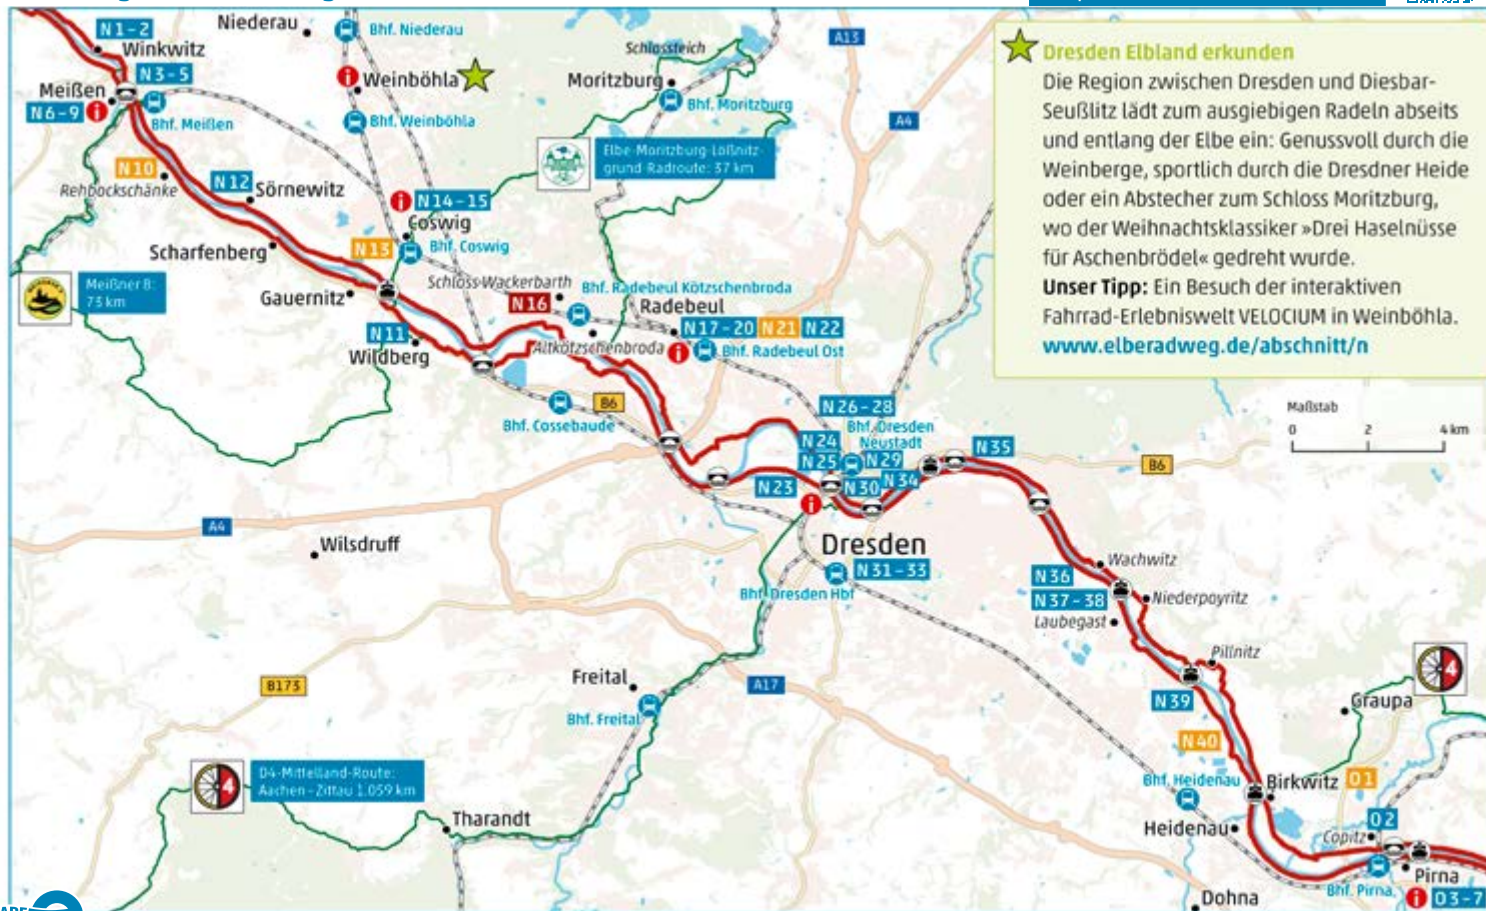 N1-2
Winkwitz
Niederau
Bhf. Niederau
N3-5
Meißen
N6-9
Bhf. Meißen
Weinböhla
Bhf. Weinböhla
Schlossteich
Moritzburg
Bhf. Moritzburg
A13
A4
Elbe-Moritzburg-Lößnitz-
grund-Radroute: 37 km
Dresden Elbland erkunden
Die Region zwischen Dresden und Diesbar-
Seußlitz lädt zum ausgiebigen Radeln abseits
und entlang der Elbe ein: Genussvoll durch die
Weinberge, sportlich durch die Dresdner Heide
oder ein Abstecher zum Schloss Moritzburg,
wo der Weihnachtsklassiker »Drei Haselnüsse
für Aschenbrödel« gedreht wurde.
Unser Tipp: Ein Besuch der interaktiven
Fahrrad-Erlebniswelt VELOCIUM in Weinböhla.
www.elberadweg.de/abschnitt/n
N10
Rehbockschänke
N12
Sörnewitz
N14-15
Coswig
N13
Bhf. Coswig
Scharfenberg
Meißner 8:
73 km
Gauernitz
Schloss Wackerbarth
N16
Bhf. Radebeul Kötzschenbroda
Radebeul
N17-20 N21 N22
N11
Wildberg
Altkötzschenbroda
Bhf. Radebeul Ost
B6
Bhf. Cossebaude
N26-28
Bhf. Dresden
Neustadt
N24
N25
N29
N23
N30
N34
N35
B6
Maßstab
0 2 4 km
A4
Wilsdruff
Dresden
N31-33
Bhf. Dresden Hbf
Wachwitz
N36
N37-38
Niederpoyritz
Laubegast
Pillnitz
N39
4
Graupa
Freital
Bhf. Freital
A17
B173
N40
Bhf. Heidenau
Birkwitz
O1
4
D4-Mittelland-Route:
Aachen-Zittau 1.059 km
Tharandt
Heidenau
O2
Copitz
Pirna
Bhf. Pirna
O3-7
Dohna